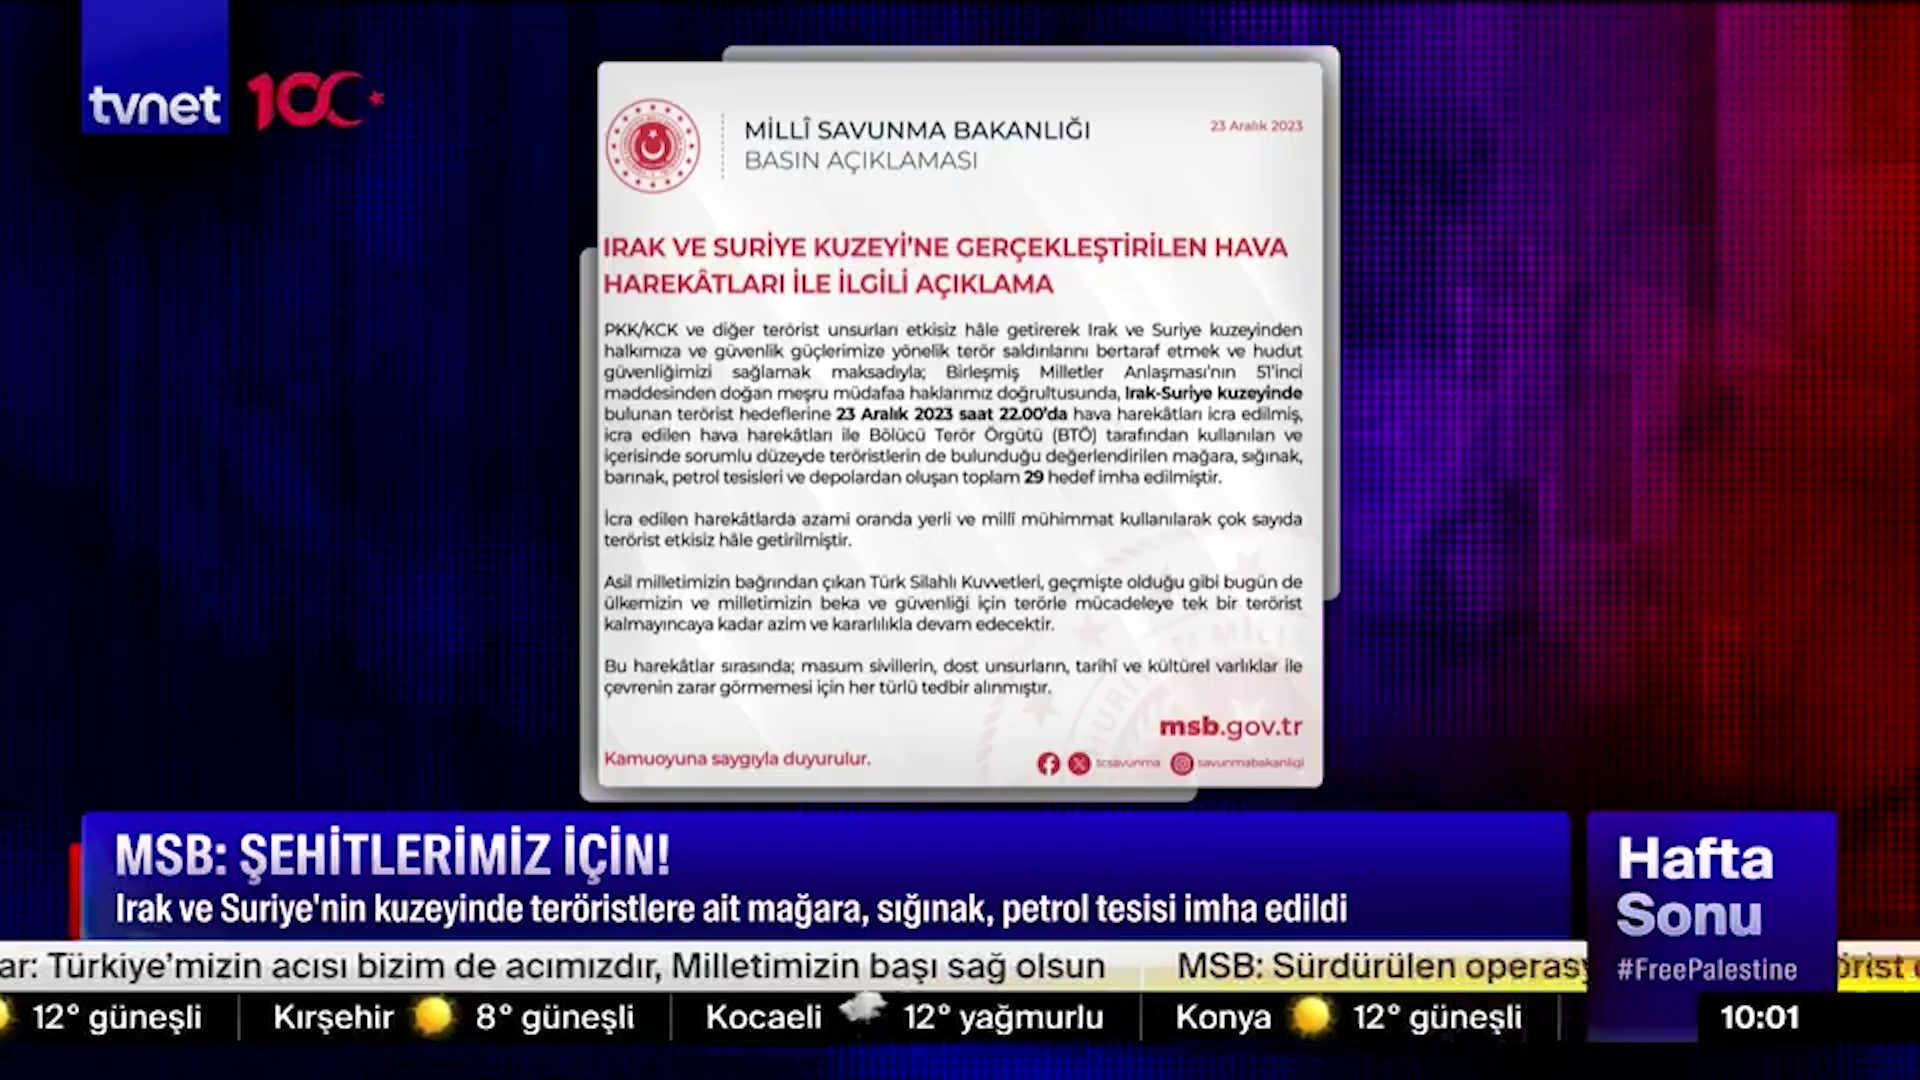 tvnet 100
MİLLÎ SAVUNMA BAKANLIĞI
BASIN AÇIKLAMASI
23 Aralık 2023
IRAK VE SURİYE KUZEYİ'NE GERÇEKLEŞTİRİLEN HAVA
HAREKÂTLARI İLE İLGİLİ AÇIKLAMA
PKK/KCK ve diğer terörist unsurları etkisiz hâle getirerek Irak ve Suriye kuzeyinden
halkımıza ve güvenlik güçlerimize yönelik terör saldırılarını bertaraf etmek ve hudut
güvenliğimizi sağlamak maksadıyla; Birleşmiş Milletler Anlaşması'nın 51'inci
maddesinden doğan meşru müdafaa haklarımız doğrultusunda, Irak-Suriye kuzeyinde
bulunan terörist hedeflerine 23 Aralık 2023 saat 22.00'da hava harekâtları icra edilmiş,
icra edilen hava harekâtları ile Bölücü Terör Örgütü (BTÖ) tarafından kullanılan ve
içerisinde sorumlu düzeyde teröristlerin de bulunduğu değerlendirilen mağara, sığınak,
barınak, petrol tesisleri ve depolardan oluşan toplam 29 hedef imha edilmiştir.
İcra edilen harekâtlarda azami oranda yerli ve millî mühimmat kullanılarak çok sayıda
terörist etkisiz hâle getirilmiştir.
Asil milletimizin bağrından çıkan Türk Silahlı Kuvvetleri, geçmişte olduğu gibi bugün de
ülkemizin ve milletimizin beka ve güvenliği için terörle mücadeleye tek bir terörist
kalmayıncaya kadar azim ve kararlılıkla devam edecektir.
Bu harekâtlar sırasında; masum sivillerin, dost unsurların, tarihî ve kültürel varlıklar ile
çevrenin zarar görmemesi için her türlü tedbir alınmıştır.
msb.gov.tr
Kamuoyuna saygıyla duyurulur.
tcsavunma savunmabakanligi
MSB: ŞEHİTLERİMİZ İÇİN!
Irak ve Suriye'nin kuzeyinde teröristlere ait mağara, sığınak, petrol tesisi imha edildi
Hafta
Sonu
#FreePalestine
ar: Türkiye'mizin acısı bizim de acımızdır, Milletimizin başı sağ olsun MSB: Sürdürülen operasy örist
12° güneşli Kırşehir 8° güneşli Kocaeli 12° yağmurlu Konya 12° güneşli 10:01